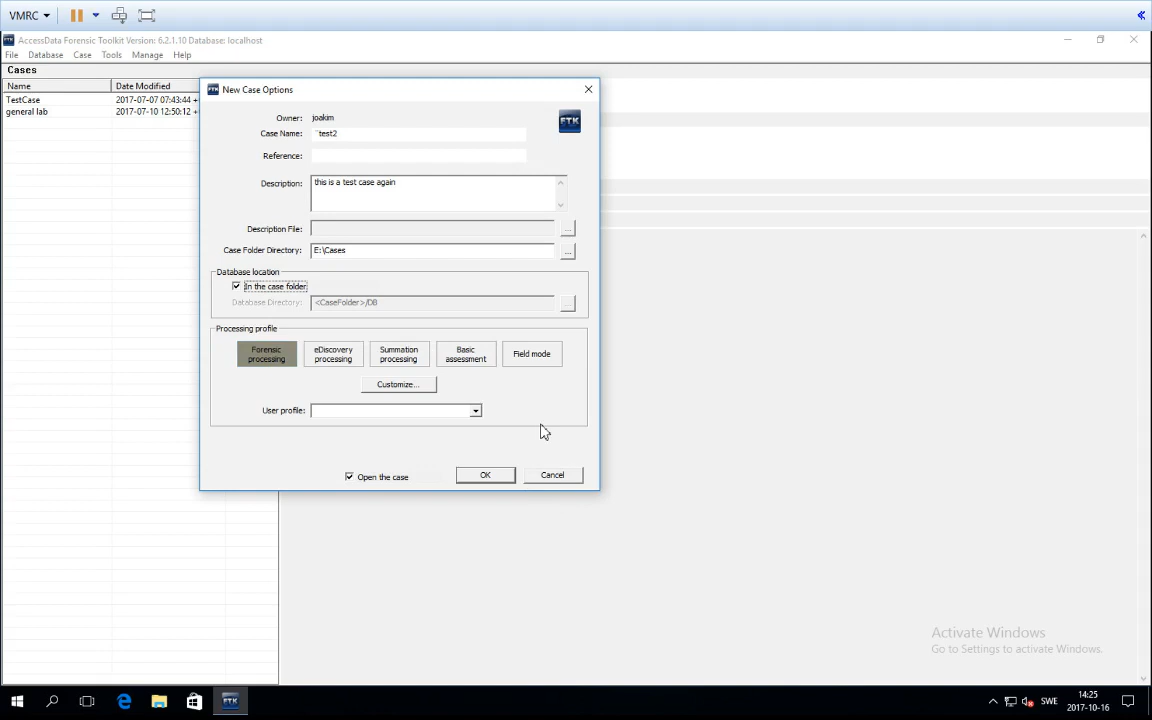 VMRC
AccessData Forensic Toolkit Version: 6.2.1.10 Database: localhost
File Database Case Tools Manage Help
Cases
Name Date Modified
TestCase 2017-07-07 07:43:44 +
general lab 2017-07-10 12:50:12 +
New Case Options
Owner: joakim
FTK
Case Name: ¨test2
Reference:
Description: this is a test case again
Description File: ...
Case Folder Directory: E:\Cases ...
Database location
In the case folder
Database Directory: <CaseFolder>/DB ...
Processing profile
Forensic processing
eDiscovery processing
Summation processing
Basic assessment
Field mode
Customize...
User profile:
Open the case OK Cancel
Activate Windows
Go to Settings to activate Windows.
FTK
SWE
14:25
2017-10-16